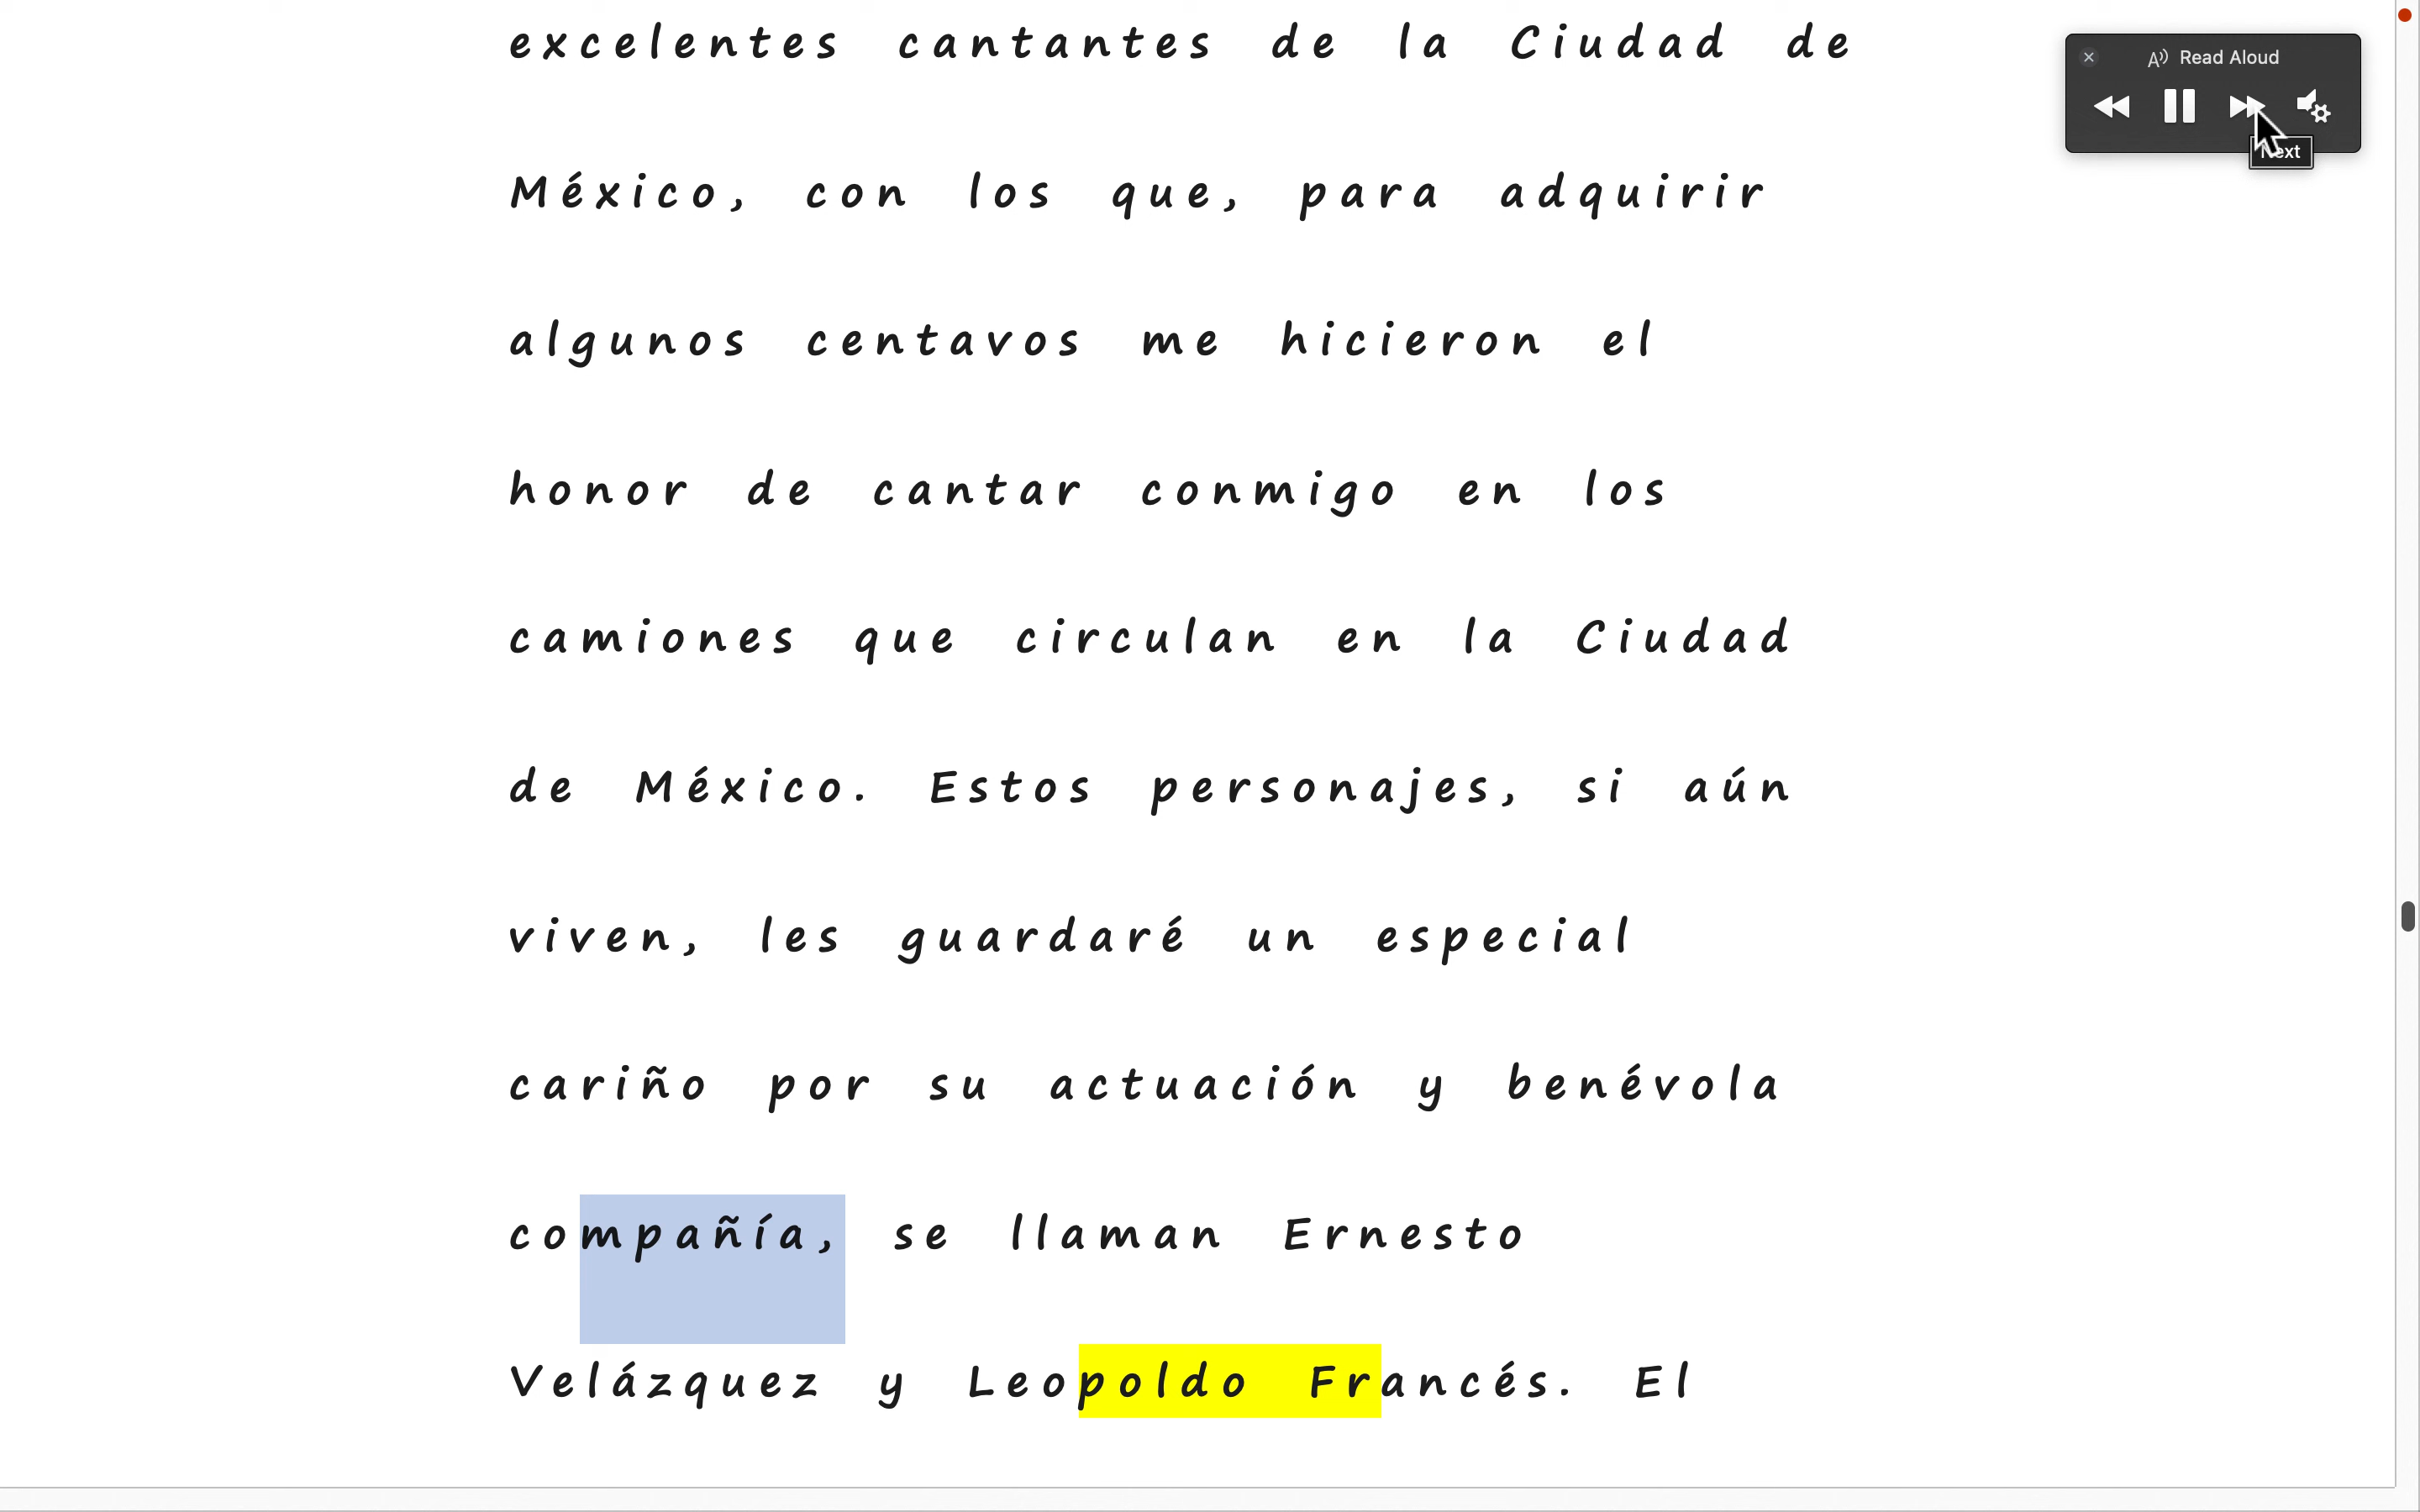 excelentes cantantes de la Ciudad de
México, con los que, para adquirir
algunos centavos me hicieron el
honor de cantar conmigo en los
camiones que circulan en la Ciudad
de México. Estos personajes, si aún
viven, les guardaré un especial
cariño por su actuación y benévola
compañía, se llaman Ernesto
Velázquez y Leopoldo Francés. El
Read Aloud
Next